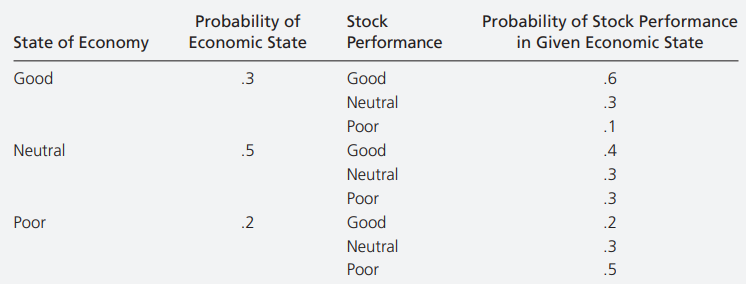 Probability of Stock Probability of Stock Performance
State of Economy Economic State Performance in Given Economic State
Good .3 Good .6
Neutral .3
Poor .1
Neutral .5 Good .4
Neutral .3
Poor .3
Poor .2 Good .2
Neutral .3
Poor .5